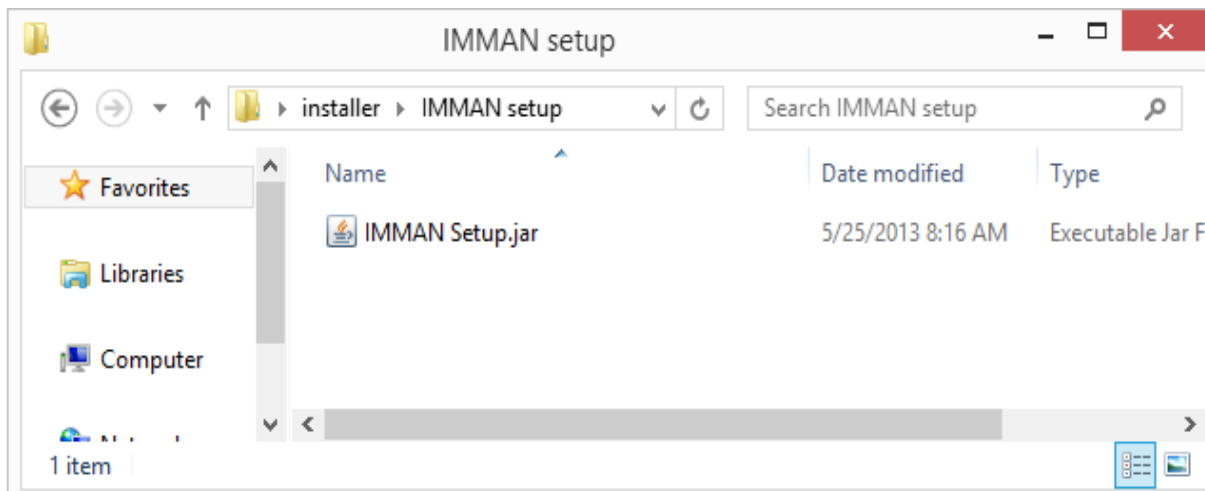 IMMAN setup
installer IMMAN setup Search IMMAN setup
Favorites
Libraries
Computer
Name Date modified Type
IMMAN Setup.jar 5/25/2013 8:16 AM Executable Jar F
1 item